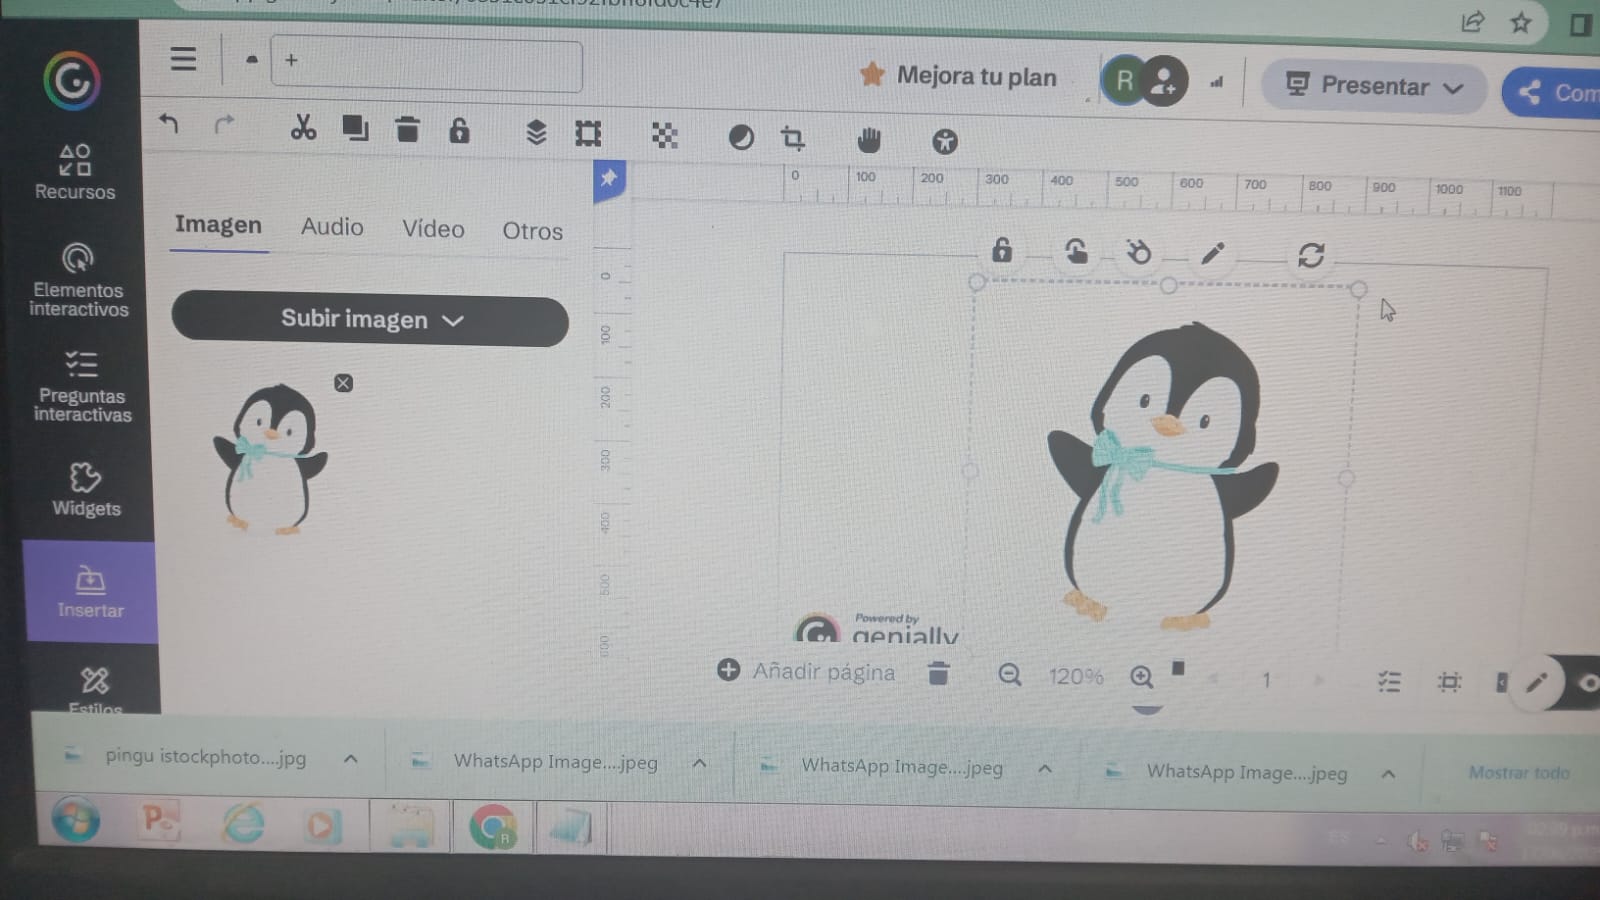 +
Mejora tu plan
R
Presentar
Com
Recursos
Elementos
interactivos
Preguntas
interactivas
Widgets
Insertar
Estilos
Imagen
Audio
Vídeo
Otros
Subir imagen
0 100 200 300 400 500 600 700 800 900 1000 1100
0
100
200
300
400
500
600
Powered by
genially
Añadir página
120%
1
pingu istockphoto....jpg
WhatsApp Image....jpeg
WhatsApp Image....jpeg
WhatsApp Image....jpeg
Mostrar todo
R
ES